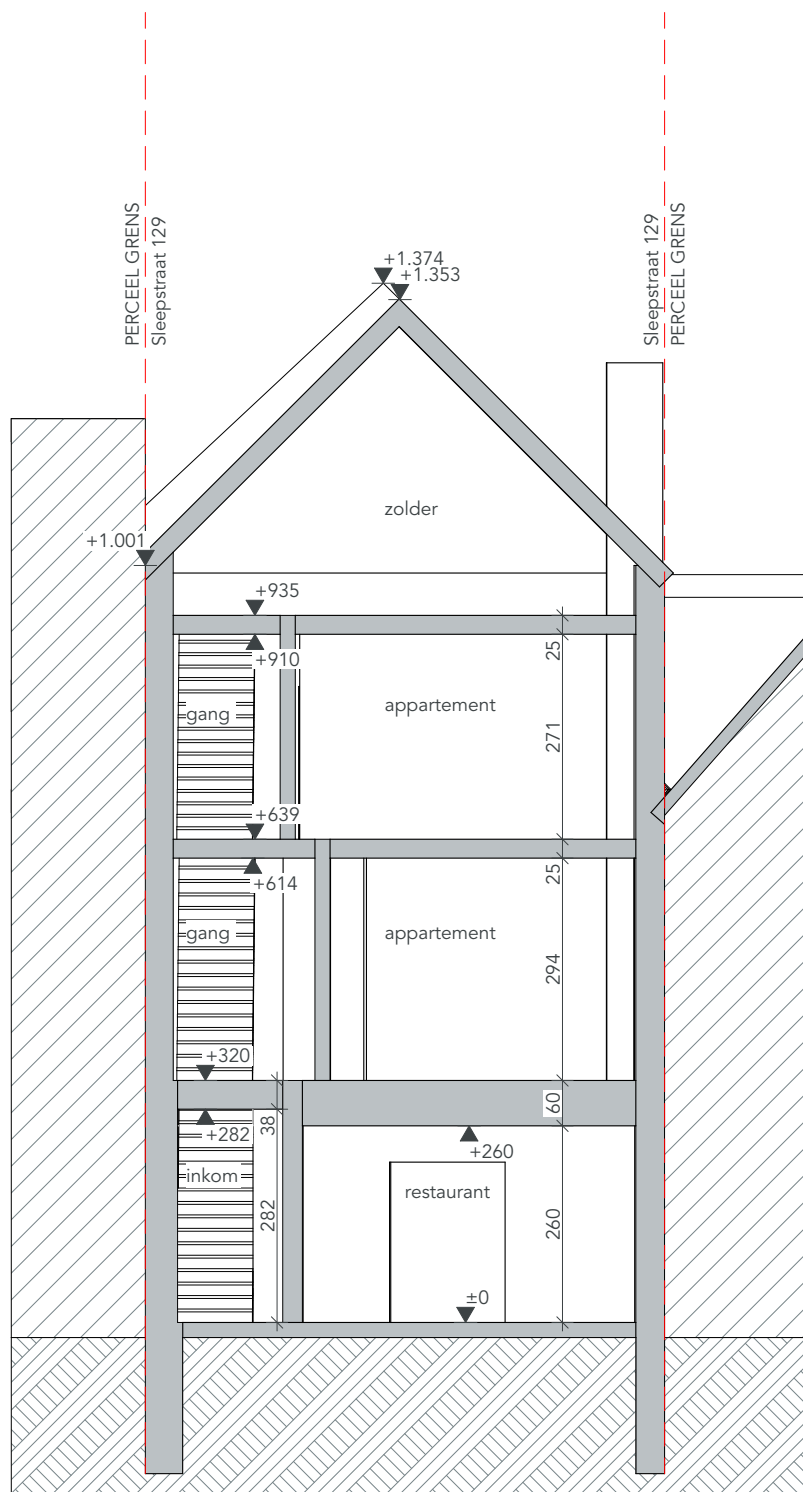 PERCEEL GRENS
Sleepstraat 129
Sleepstraat 129
PERCEEL GRENS
+1.374
+1.353
zolder
+1.001
+935
+910
25
gang
appartement
271
+639
+614
25
gang
appartement
294
+320
+282
38
60
+260
inkom
restaurant
282
260
±0